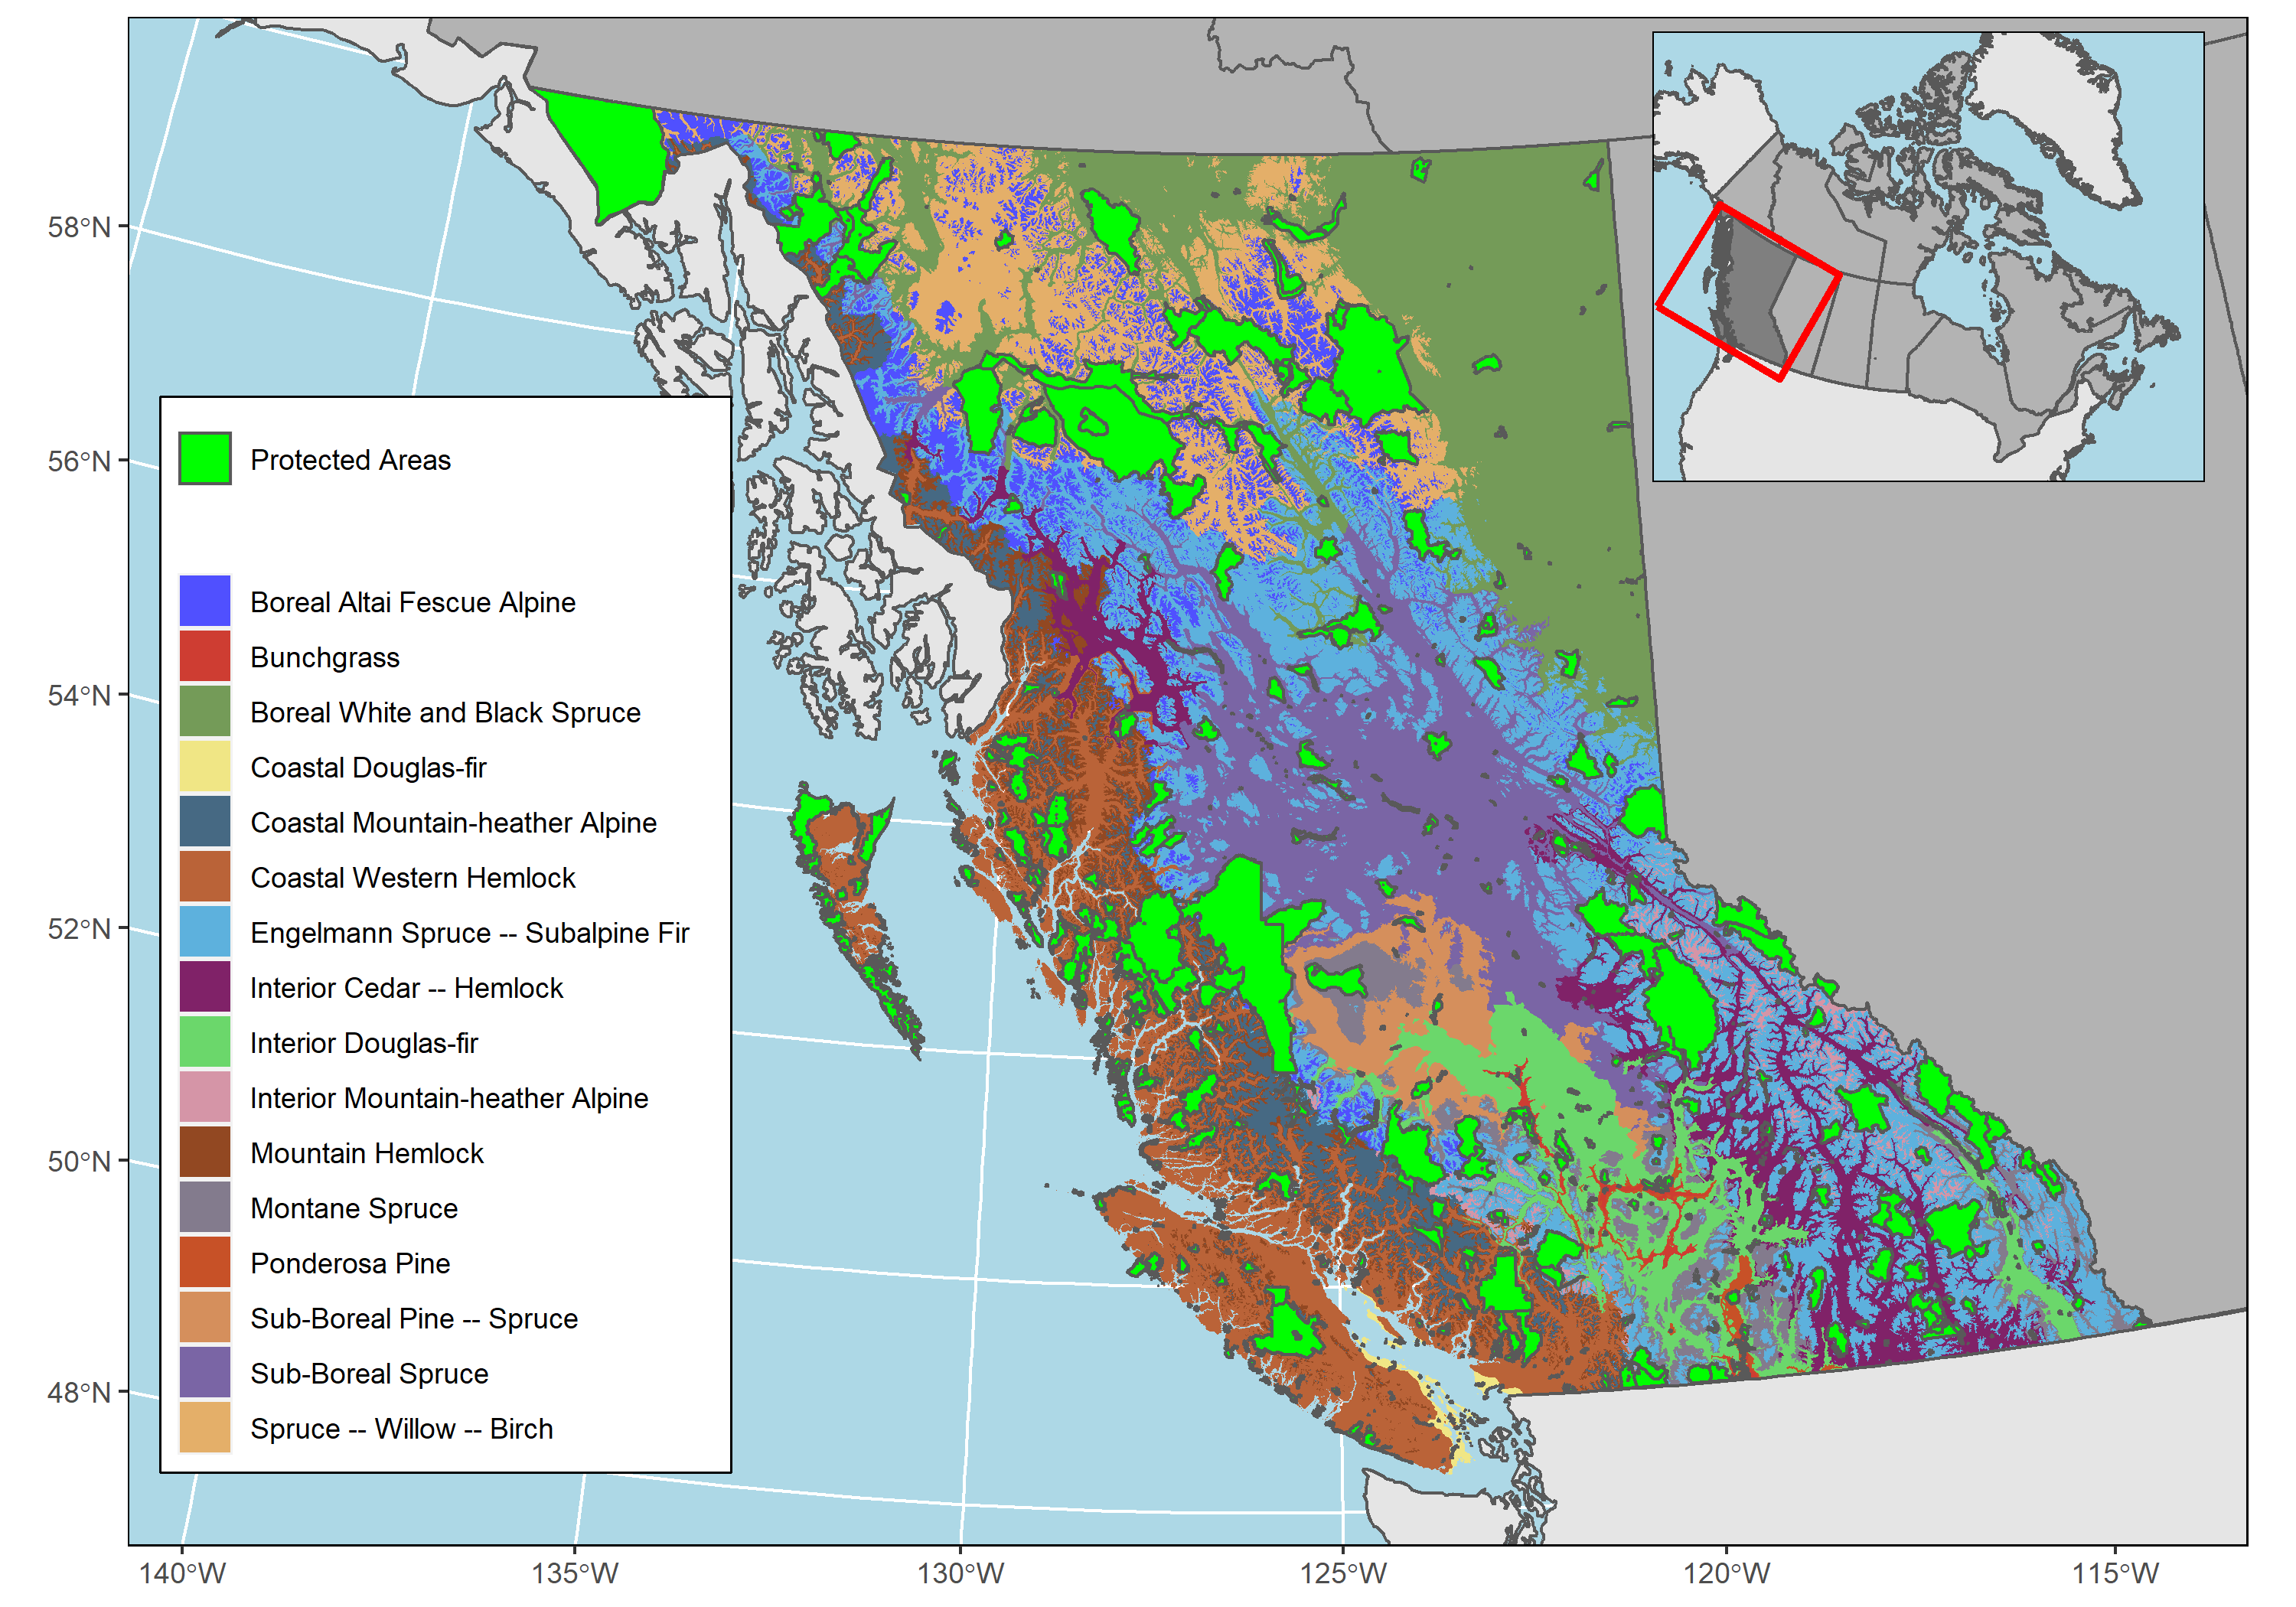 58°N
56°N
54°N
52°N
50°N
48°N
Protected Areas
Boreal Altai Fescue Alpine
Bunchgrass
Boreal White and Black Spruce
Coastal Douglas-fir
Coastal Mountain-heather Alpine
Coastal Western Hemlock
Engelmann Spruce -- Subalpine Fir
Interior Cedar -- Hemlock
Interior Douglas-fir
Interior Mountain-heather Alpine
Mountain Hemlock
Montane Spruce
Ponderosa Pine
Sub-Boreal Pine -- Spruce
Sub-Boreal Spruce
Spruce -- Willow -- Birch
140°W 135°W 130°W 125°W 120°W 115°W